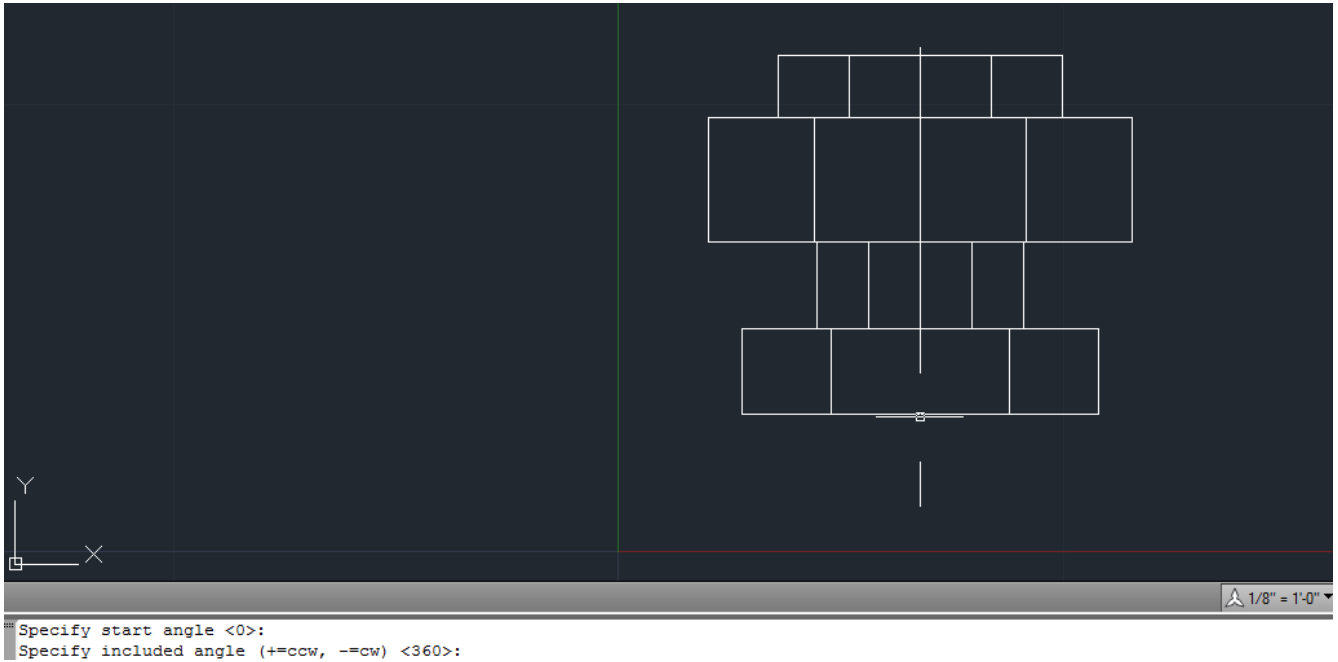 Y
X
1/8" = 1'-0"
Specify start angle <0>:
Specify included angle (+=ccw, -=cw) <360>: